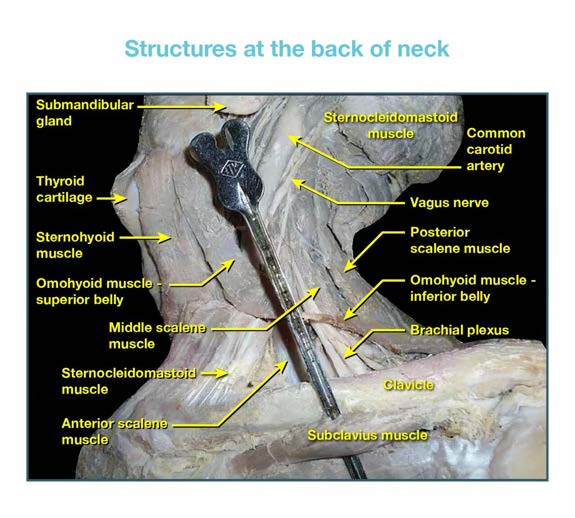 Structures at the back of neck
Submandibular
gland
Sternocleidomastoid
muscle
Common
carotid
artery
Thyroid
cartilage
Vagus nerve
Sternohyoid
muscle
Posterior
scalene muscle
Omohyoid muscle -
superior belly
Omohyoid muscle -
inferior belly
Middle scalene
muscle
Brachial plexus
Sternocleidomastoid
muscle
Clavicle
Anterior scalene
muscle
Subclavius muscle